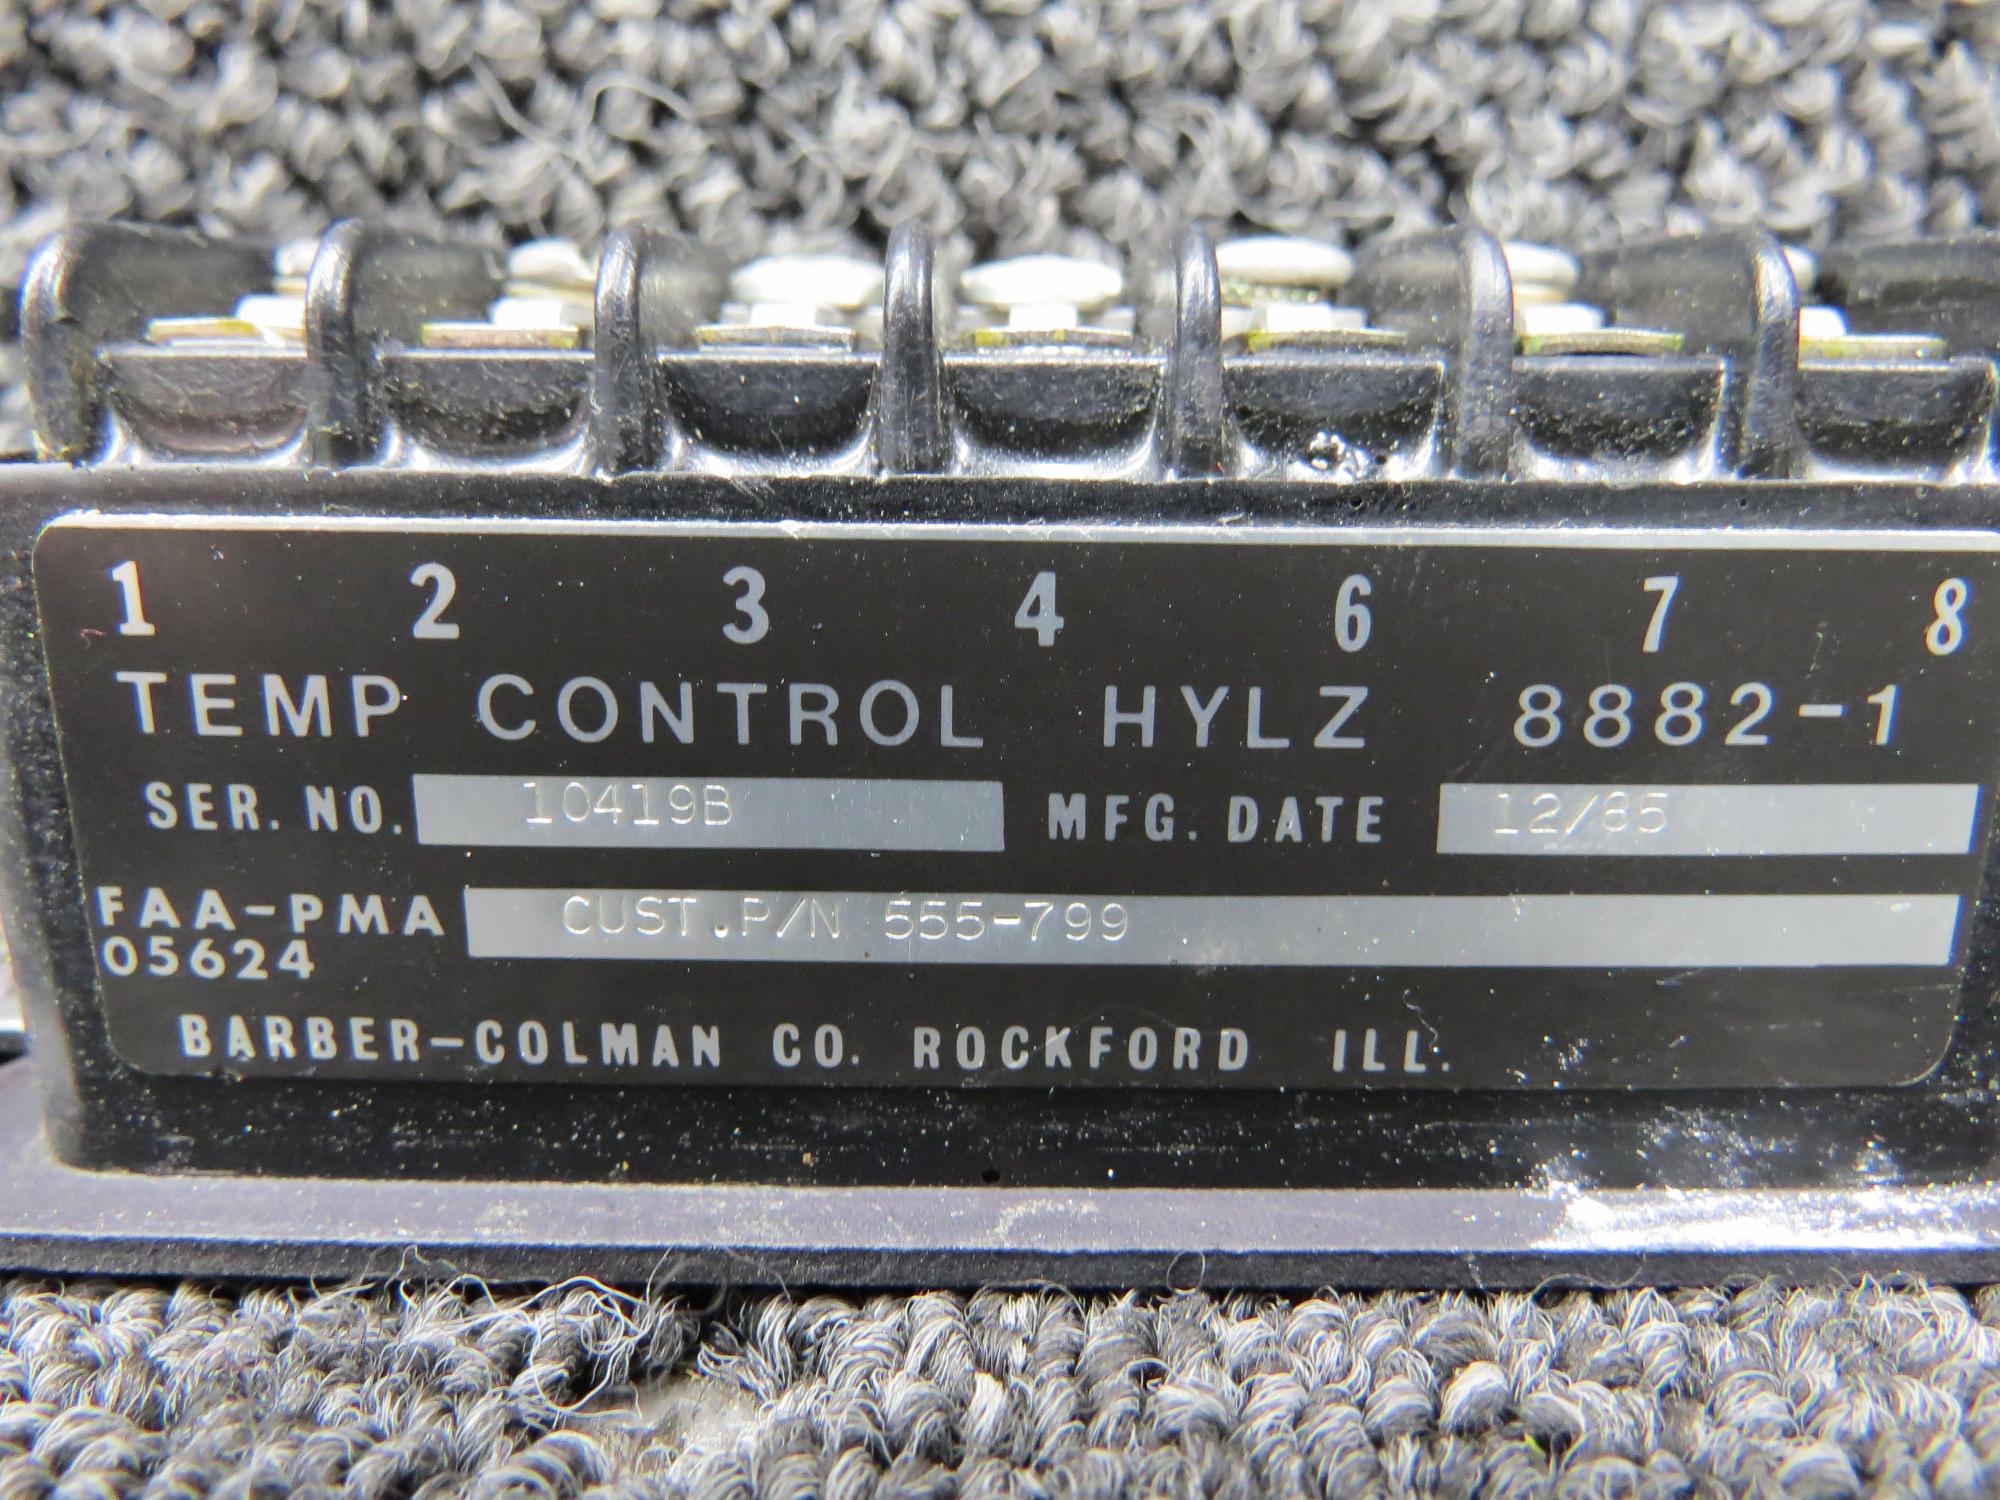 1 2 3 4 6 7 8
TEMP CONTROL HYLZ 8882-1
SER. NO. 10419B MFG. DATE 12/85
FAA-PMA CUST.P/N 555-799
05624
BARBER-COLMAN CO. ROCKFORD ILL.